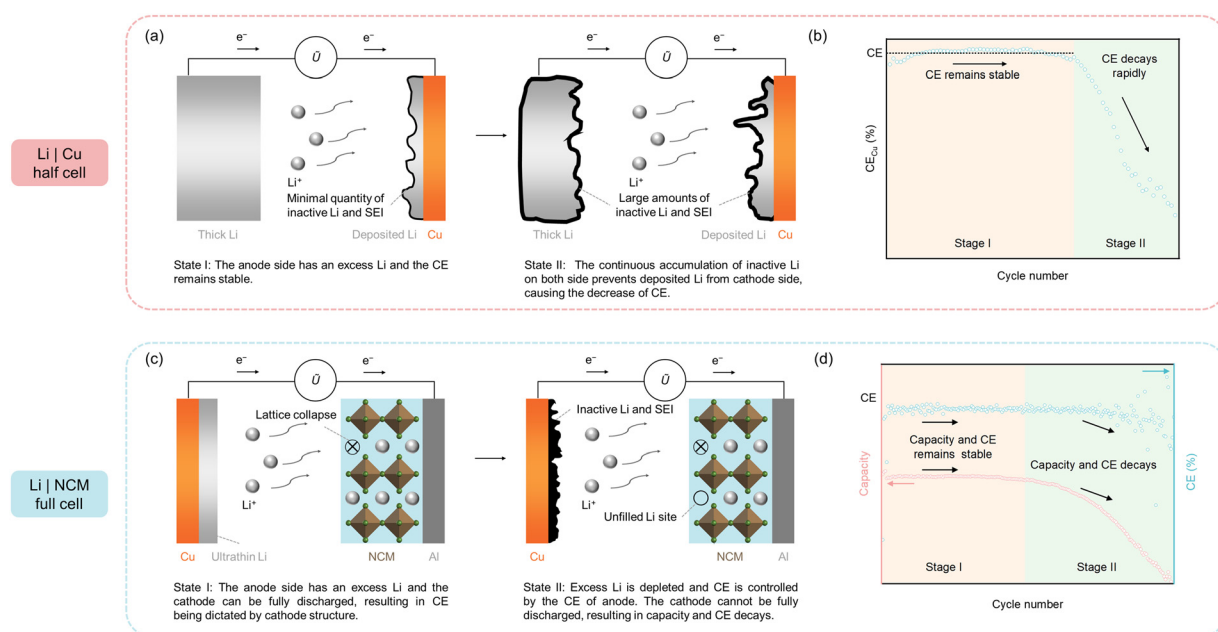 Li | Cu
half cell
(a)
e⁻
Ū
e⁻
Li⁺
Minimal quantity of
inactive Li and SEI
Thick Li
Deposited Li
Cu
State I: The anode side has an excess Li and the CE
remains stable.
e⁻
Ū
e⁻
Li⁺
Large amounts of
inactive Li and SEI
Thick Li
Deposited Li
Cu
State II: The continuous accumulation of inactive Li
on both side prevents deposited Li from cathode side,
causing the decrease of CE.
(b)
CE
CE remains stable
CE decays
rapidly
CE_Cu (%)
Stage I
Stage II
Cycle number
Li | NCM
full cell
(c)
e⁻
Ū
e⁻
Lattice collapse
Li⁺
Cu
Ultrathin Li
NCM
Al
State I: The anode side has an excess Li and the
cathode can be fully discharged, resulting in CE
being dictated by cathode structure.
e⁻
Ū
e⁻
Inactive Li and SEI
Li⁺
Unfilled Li site
Cu
NCM
Al
State II: Excess Li is depleted and CE is controlled
by the CE of anode. The cathode cannot be fully
discharged, resulting in capacity and CE decays.
(d)
CE
Capacity and CE
remains stable
Capacity and CE decays
Capacity
CE (%)
Stage I
Stage II
Cycle number